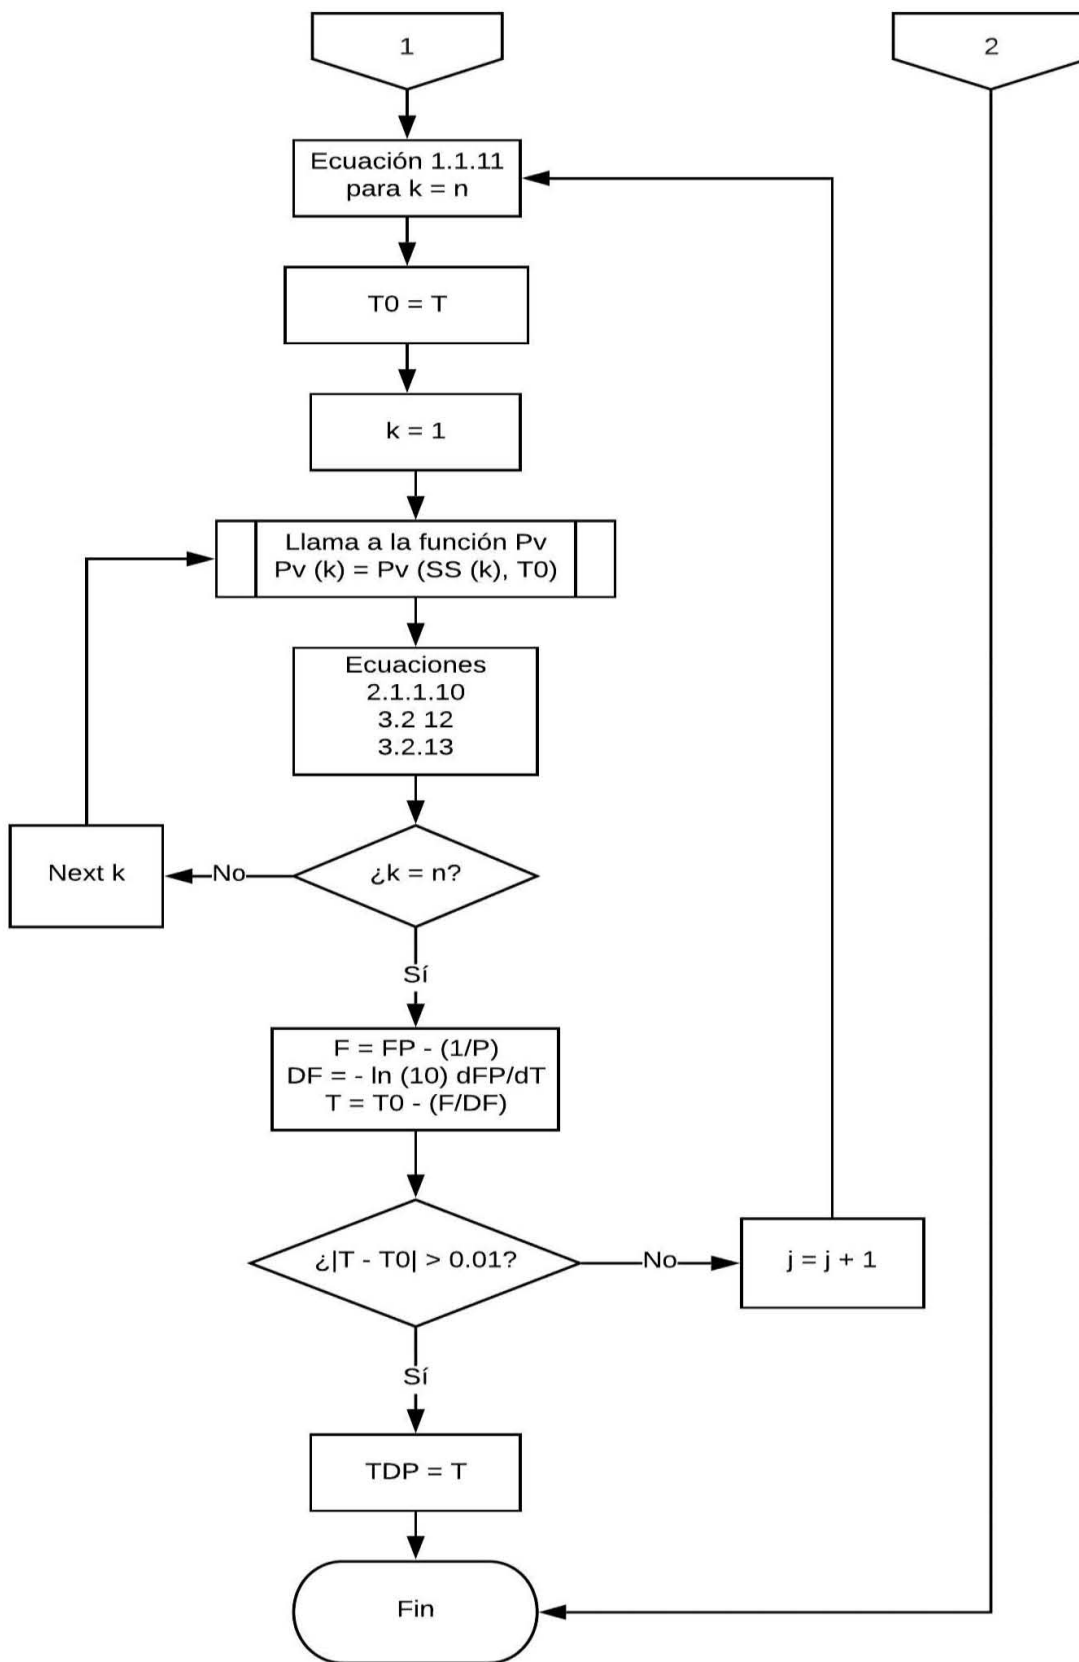 1
2
Ecuación 1.1.11
para k = n
T0 = T
k = 1
Llama a la función Pv
Pv (k) = Pv (SS (k), T0)
Ecuaciones
2.1.1.10
3.2 12
3.2.13
Next k
No
¿k = n?
Sí
F = FP - (1/P)
DF = - ln (10) dFP/dT
T = T0 - (F/DF)
¿|T - T0| > 0.01?
No
j = j + 1
Sí
TDP = T
Fin